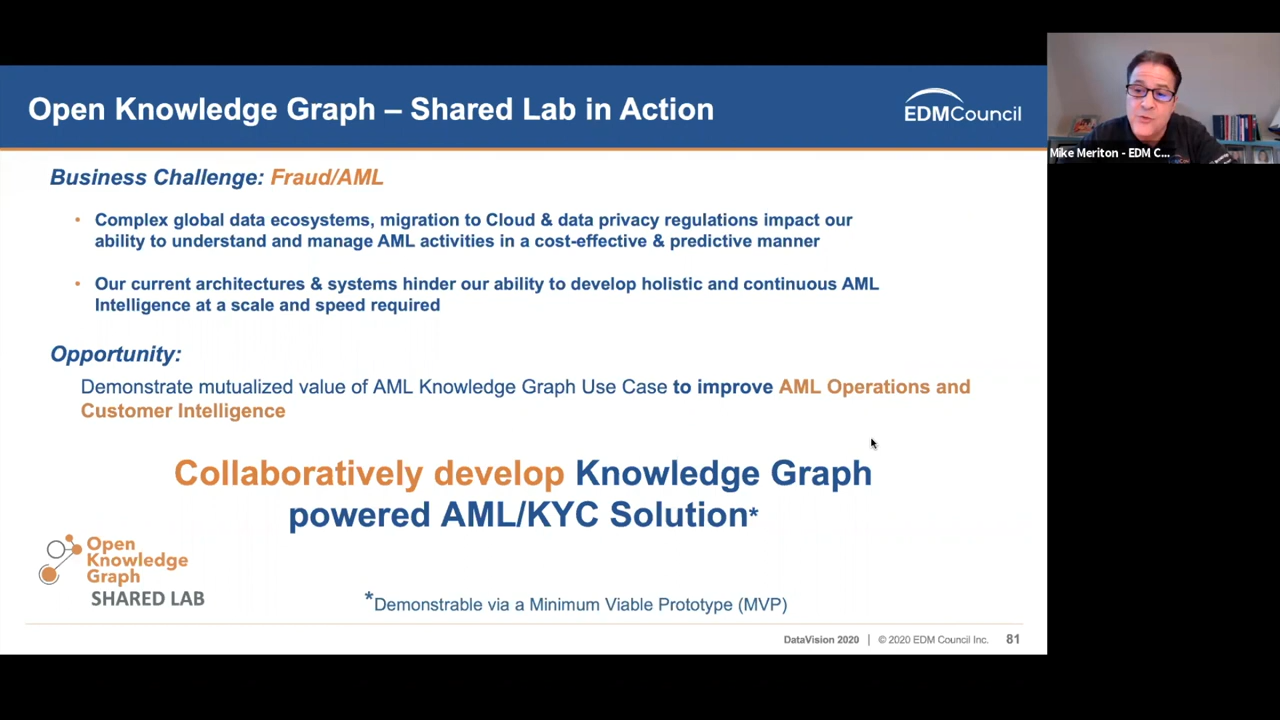 Open Knowledge Graph – Shared Lab in Action
EDMCouncil
Mike Meriton - EDM C...
Business Challenge: Fraud/AML
• Complex global data ecosystems, migration to Cloud & data privacy regulations impact our
ability to understand and manage AML activities in a cost-effective & predictive manner
• Our current architectures & systems hinder our ability to develop holistic and continuous AML
Intelligence at a scale and speed required
Opportunity:
Demonstrate mutualized value of AML Knowledge Graph Use Case to improve AML Operations and
Customer Intelligence
Collaboratively develop Knowledge Graph
powered AML/KYC Solution*
Open
Knowledge
Graph
SHARED LAB
*Demonstrable via a Minimum Viable Prototype (MVP)
DataVision 2020 | © 2020 EDM Council Inc. 81